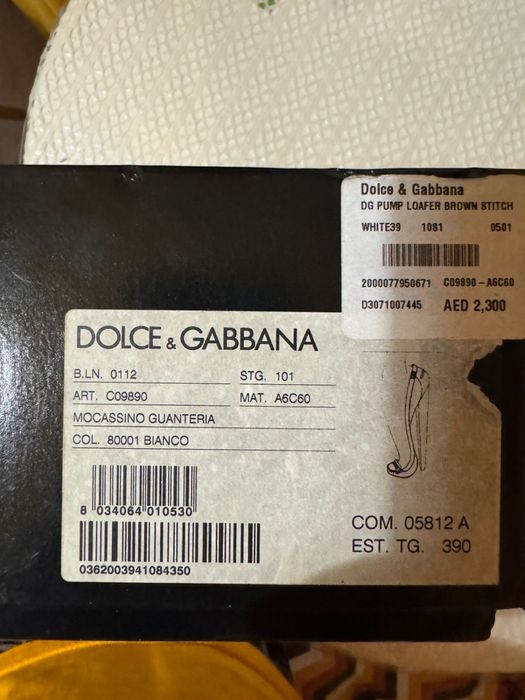 Dolce & Gabbana
DG PUMP LOAFER BROWN STITCH
WHITE39 10S1 0501
2000077950671 C09890-A6C60
D3071007445 AED 2,300
DOLCE & GABBANA
B.LN. 0112 STG. 101
ART. C09890 MAT. A6C60
MOCASSINO GUANTERIA
COL. 80001 BIANCO
8 034064 010530
0362003941084350
COM. 05812 A
EST. TG. 390